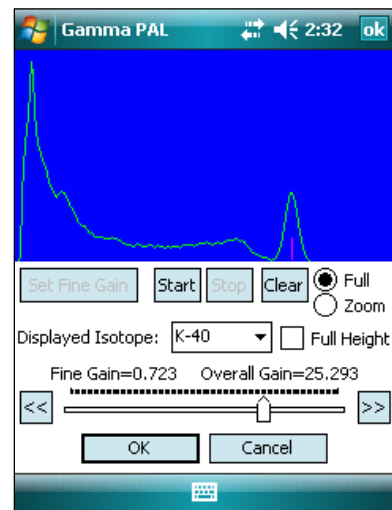 Gamma PAL 2:32 ok
Set Fine Gain Start Stop Clear Full
Zoom
Displayed Isotope: K-40 Full Height
Fine Gain=0.723 Overall Gain=25.293
<< >>
OK Cancel